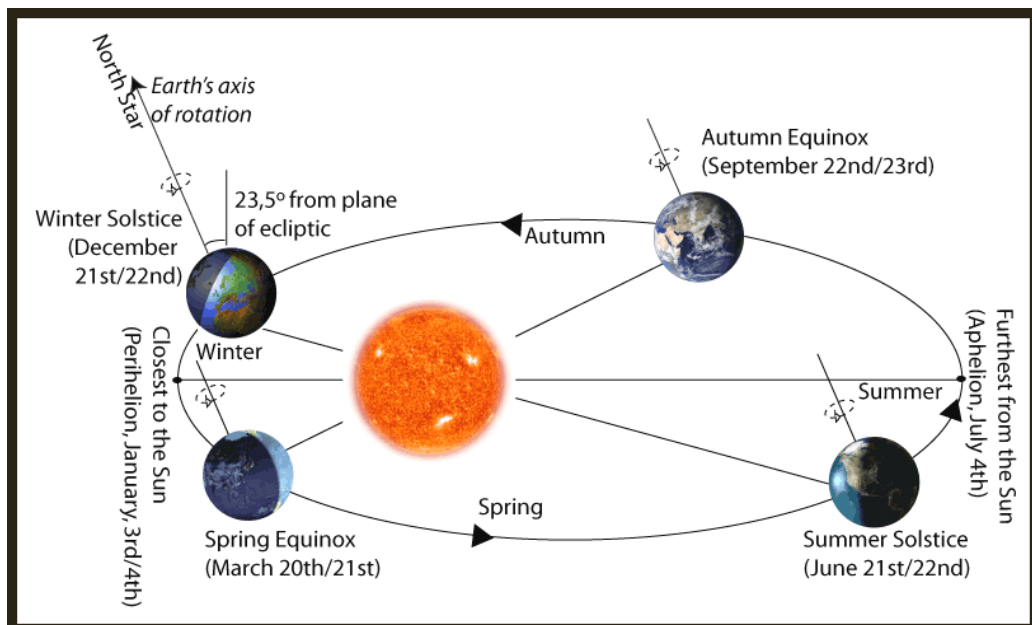 North Star
Earth's axis
of rotation
Autumn Equinox
(September 22nd/23rd)
23,5º from plane
of ecliptic
Winter Solstice
(December
21st/22nd)
Autumn
Winter
Closest to the Sun
(Perihelion, January, 3rd/4th)
Summer
Furthest from the Sun
(Aphelion, July 4th)
Spring
Spring Equinox
(March 20th/21st)
Summer Solstice
(June 21st/22nd)